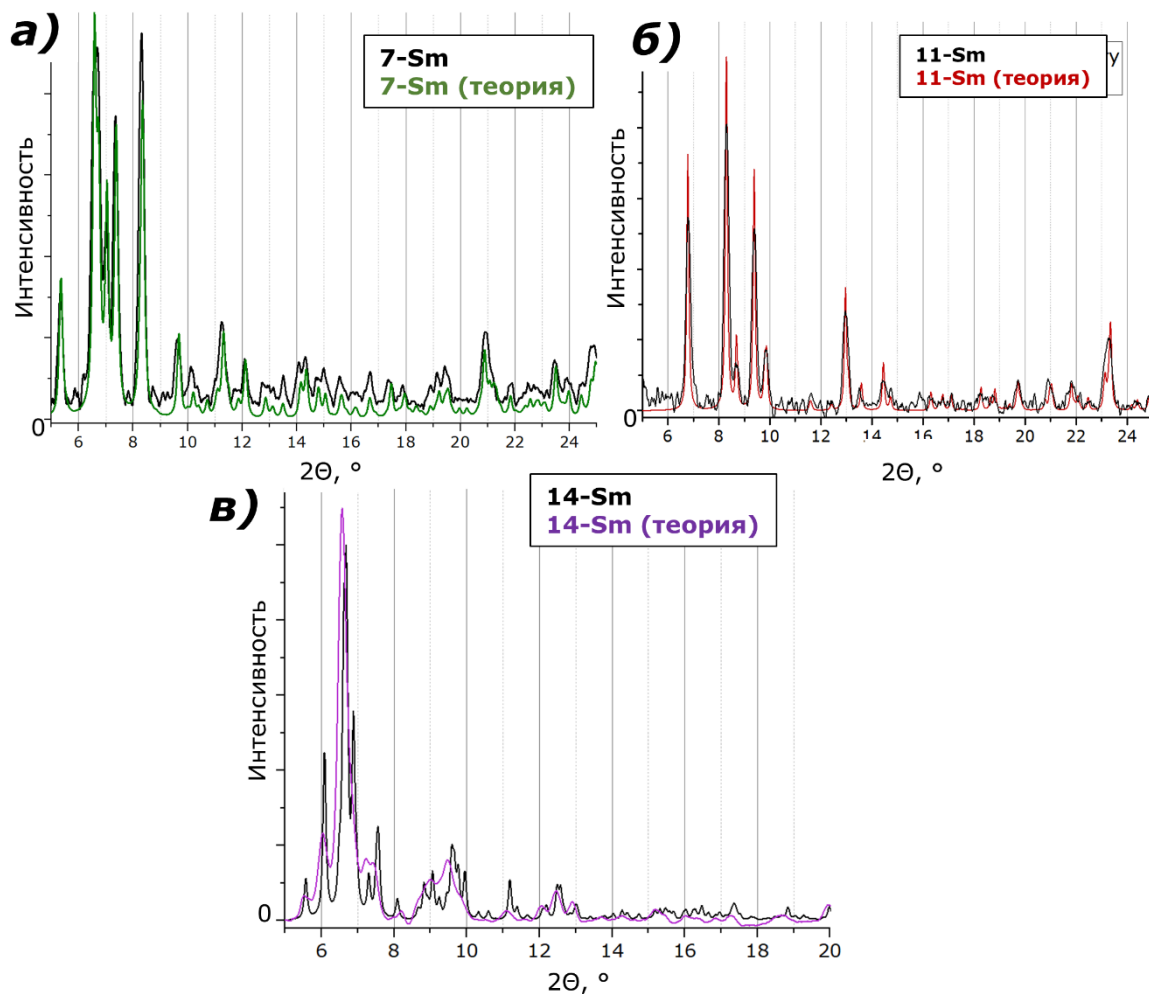 а)
7-Sm
7-Sm (теория)
Интенсивность
0
6 8 10 12 14 16 18 20 22 24
2Θ, °
б)
11-Sm
11-Sm (теория)
y
Интенсивность
0
6 8 10 12 14 16 18 20 22 24
2Θ, °
в)
14-Sm
14-Sm (теория)
Интенсивность
0
6 8 10 12 14 16 18 20
2Θ, °